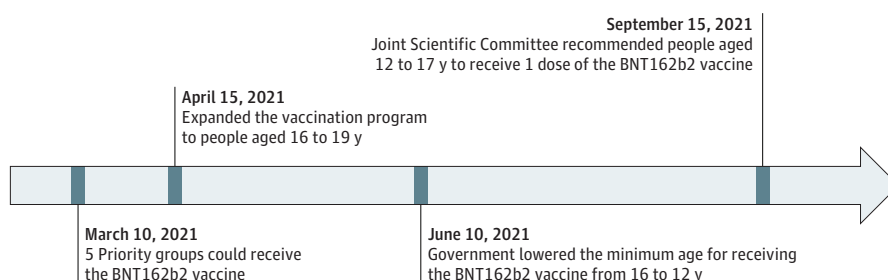 September 15, 2021
Joint Scientific Committee recommended people aged
12 to 17 y to receive 1 dose of the BNT162b2 vaccine
April 15, 2021
Expanded the vaccination program
to people aged 16 to 19 y
March 10, 2021
5 Priority groups could receive
the BNT162b2 vaccine
June 10, 2021
Government lowered the minimum age for receiving
the BNT162b2 vaccine from 16 to 12 y